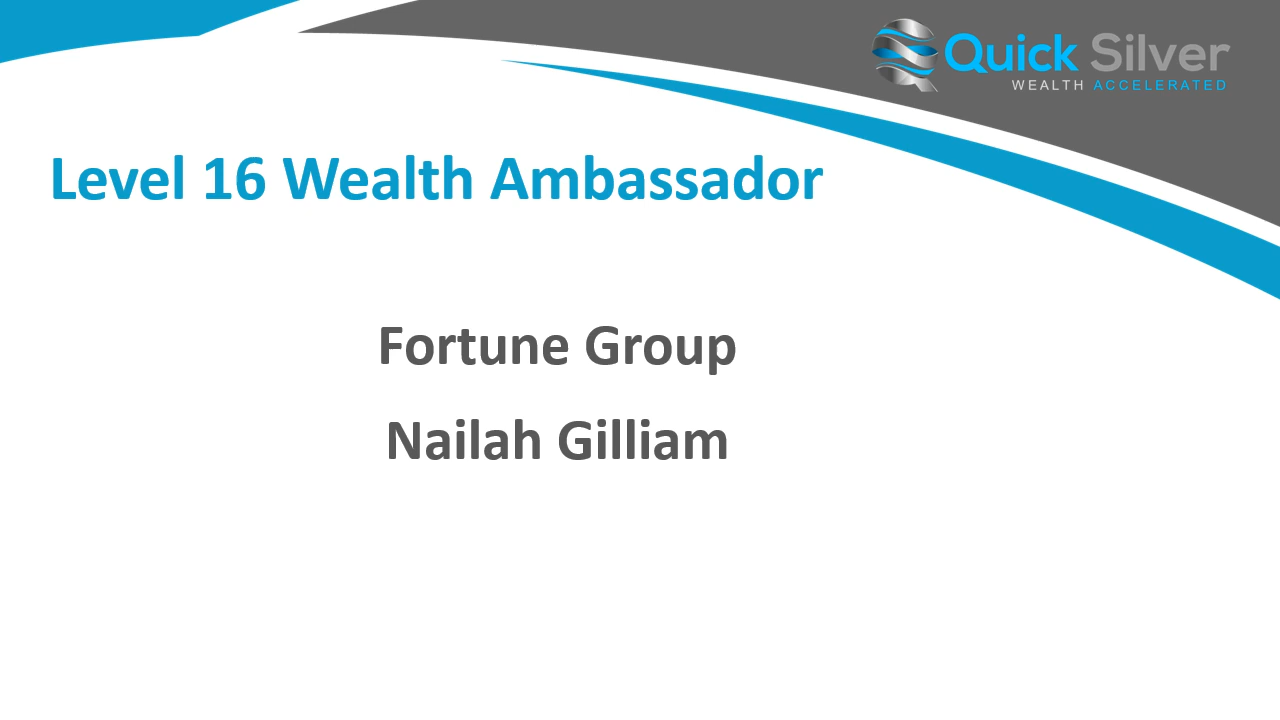 Quick Silver
WEALTH ACCELERATED
Level 16 Wealth Ambassador
Fortune Group
Nailah Gilliam